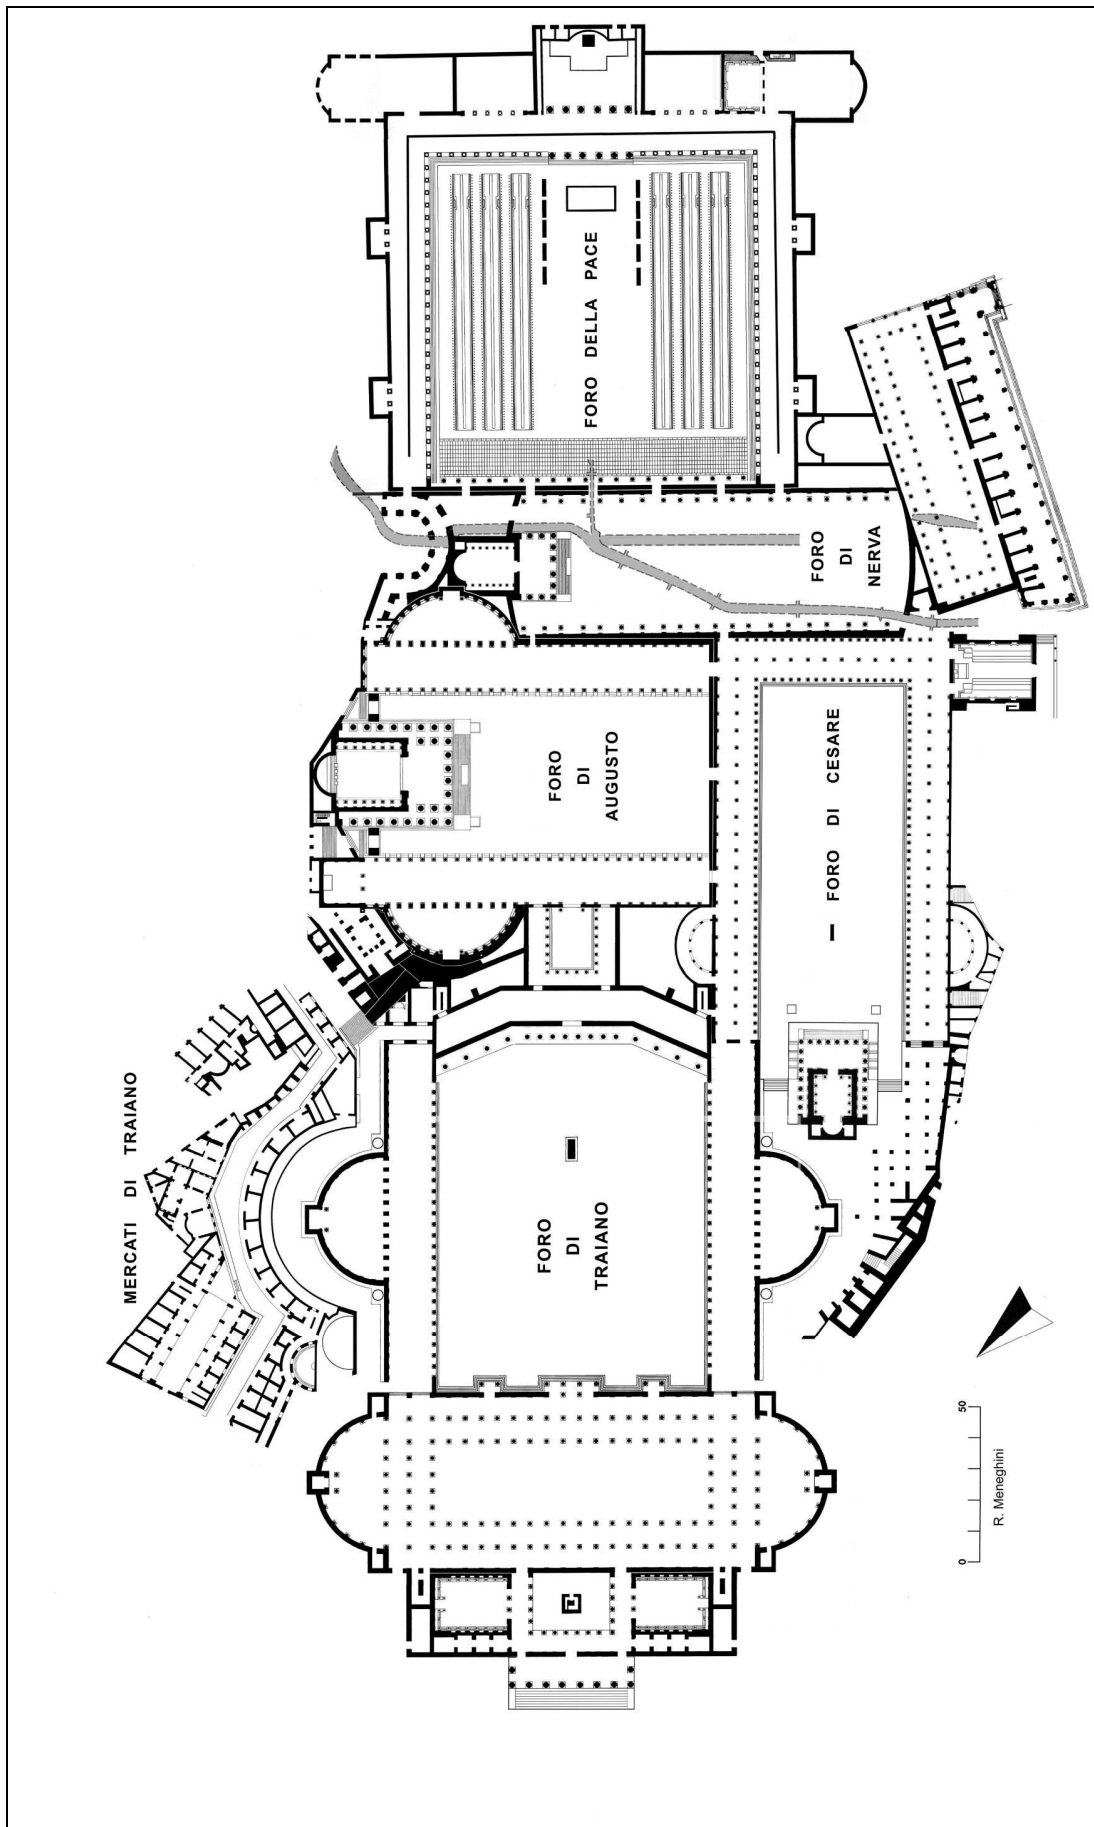 FORO DELLA PACE
FORO
DI
NERVA
FORO
DI
AUGUSTO
FORO DI CESARE
MERCATI DI TRAIANO
FORO
DI
TRAIANO
0 50
R. Meneghini